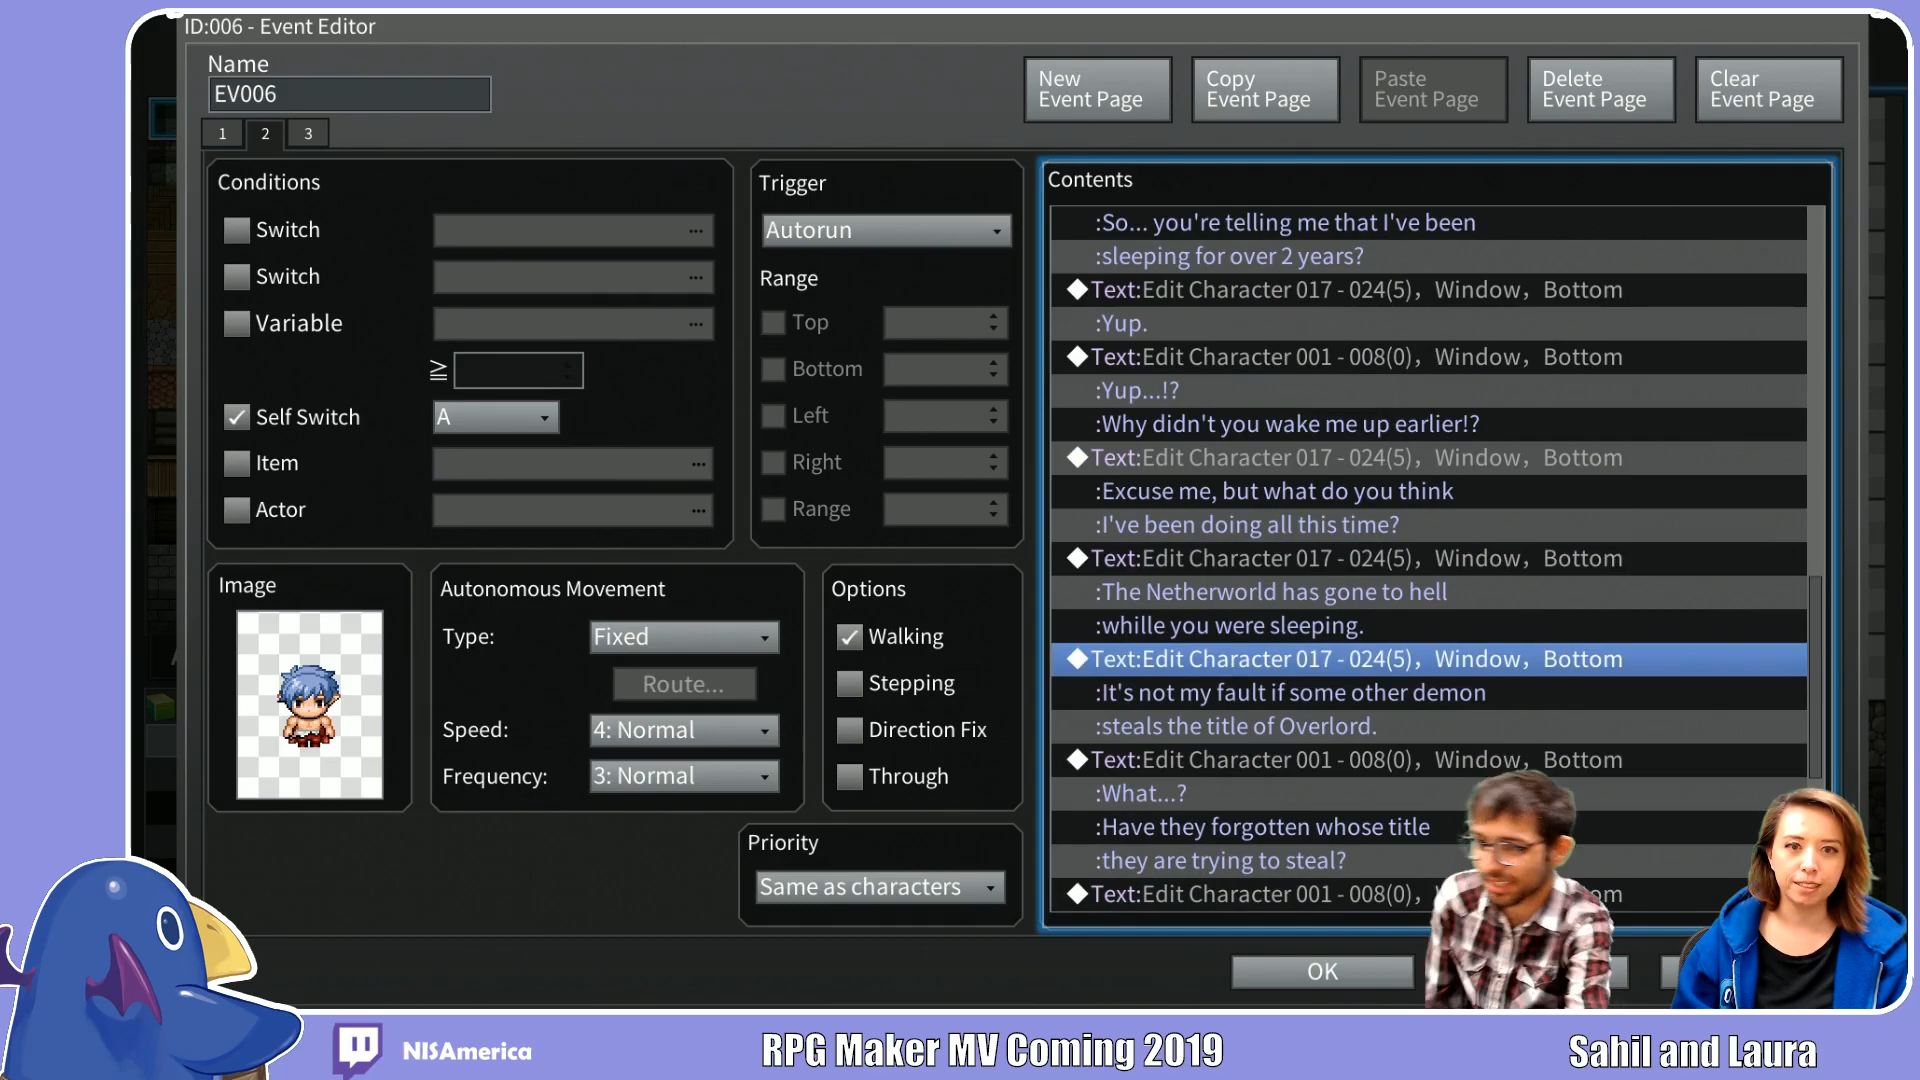 ID:006 - Event Editor
Name
EV006
New Event Page
Copy Event Page
Paste Event Page
Delete Event Page
Clear Event Page
1 2 3
Conditions
Switch ...
Switch ...
Variable ...
≧
Self Switch A
Item ...
Actor ...
Trigger
Autorun
Range
Top
Bottom
Left
Right
Range
Image
Autonomous Movement
Type: Fixed
Route...
Speed: 4: Normal
Frequency: 3: Normal
Options
Walking
Stepping
Direction Fix
Through
Priority
Same as characters
Contents
:So... you're telling me that I've been
:sleeping for over 2 years?
◆Text:Edit Character 017 - 024(5), Window, Bottom
:Yup.
◆Text:Edit Character 001 - 008(0), Window, Bottom
:Yup...!?
:Why didn't you wake me up earlier!?
◆Text:Edit Character 017 - 024(5), Window, Bottom
:Excuse me, but what do you think
:I've been doing all this time?
◆Text:Edit Character 017 - 024(5), Window, Bottom
:The Netherworld has gone to hell
:whille you were sleeping.
◆Text:Edit Character 017 - 024(5), Window, Bottom
:It's not my fault if some other demon
:steals the title of Overlord.
◆Text:Edit Character 001 - 008(0), Window, Bottom
:What...?
:Have they forgotten whose title
:they are trying to steal?
◆Text:Edit Character 001 - 008(0),
OK
NISAmerica
RPG Maker MV Coming 2019
Sahil and Laura